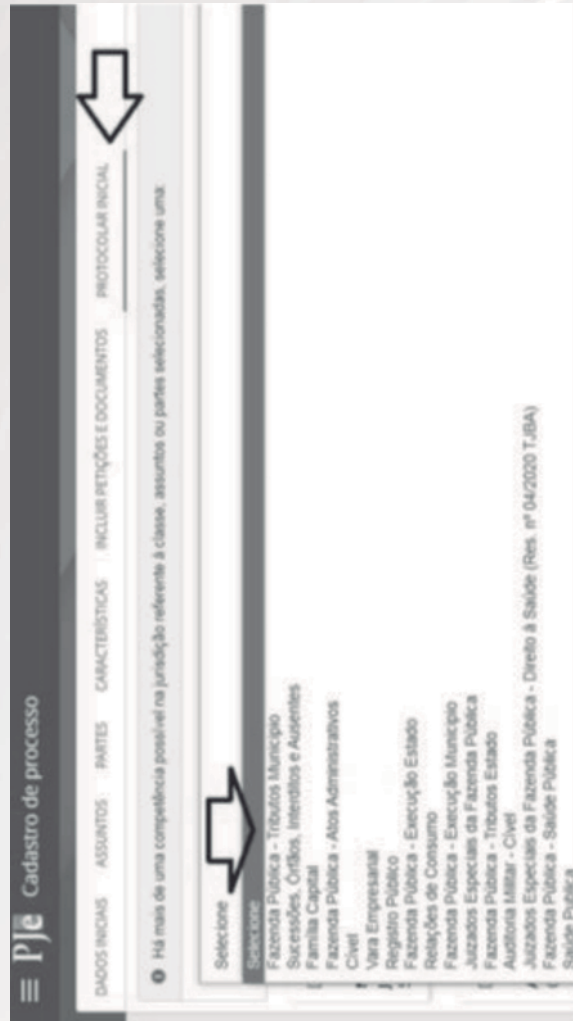 PJe Cadastro de processo
DADOS INICIAIS ASSUNTOS PARTES CARACTERÍSTICAS INCLUIR PETIÇÕES E DOCUMENTOS PROTOCOLAR INICIAL
Há mais de uma competência possível na jurisdição referente à classe, assuntos ou partes selecionadas, selecione uma:
Selecione
Selecione
Fazenda Pública - Tributos Município
Sucessões, Órfãos, Interditos e Ausentes
Família Capital
Fazenda Pública - Atos Administrativos
Cível
Vara Empresarial
Registro Público
Fazenda Pública - Execução Estado
Relações de Consumo
Fazenda Pública - Execução Município
Juizados Especiais da Fazenda Pública
Fazenda Pública - Tributos Estado
Auditoria Militar - Cível
Juizados Especiais da Fazenda Pública - Direito à Saúde (Res. nº 04/2020 TJBA)
Fazenda Pública - Saúde Pública
Saúde Pública